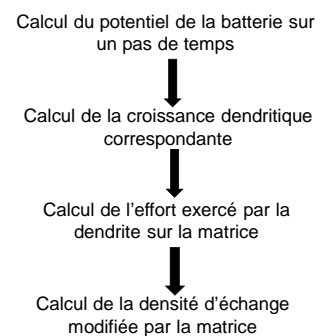 Calcul du potentiel de la batterie sur
un pas de temps
Calcul de la croissance dendritique
correspondante
Calcul de l'effort exercé par la
dendrite sur la matrice
Calcul de la densité d'échange
modifiée par la matrice